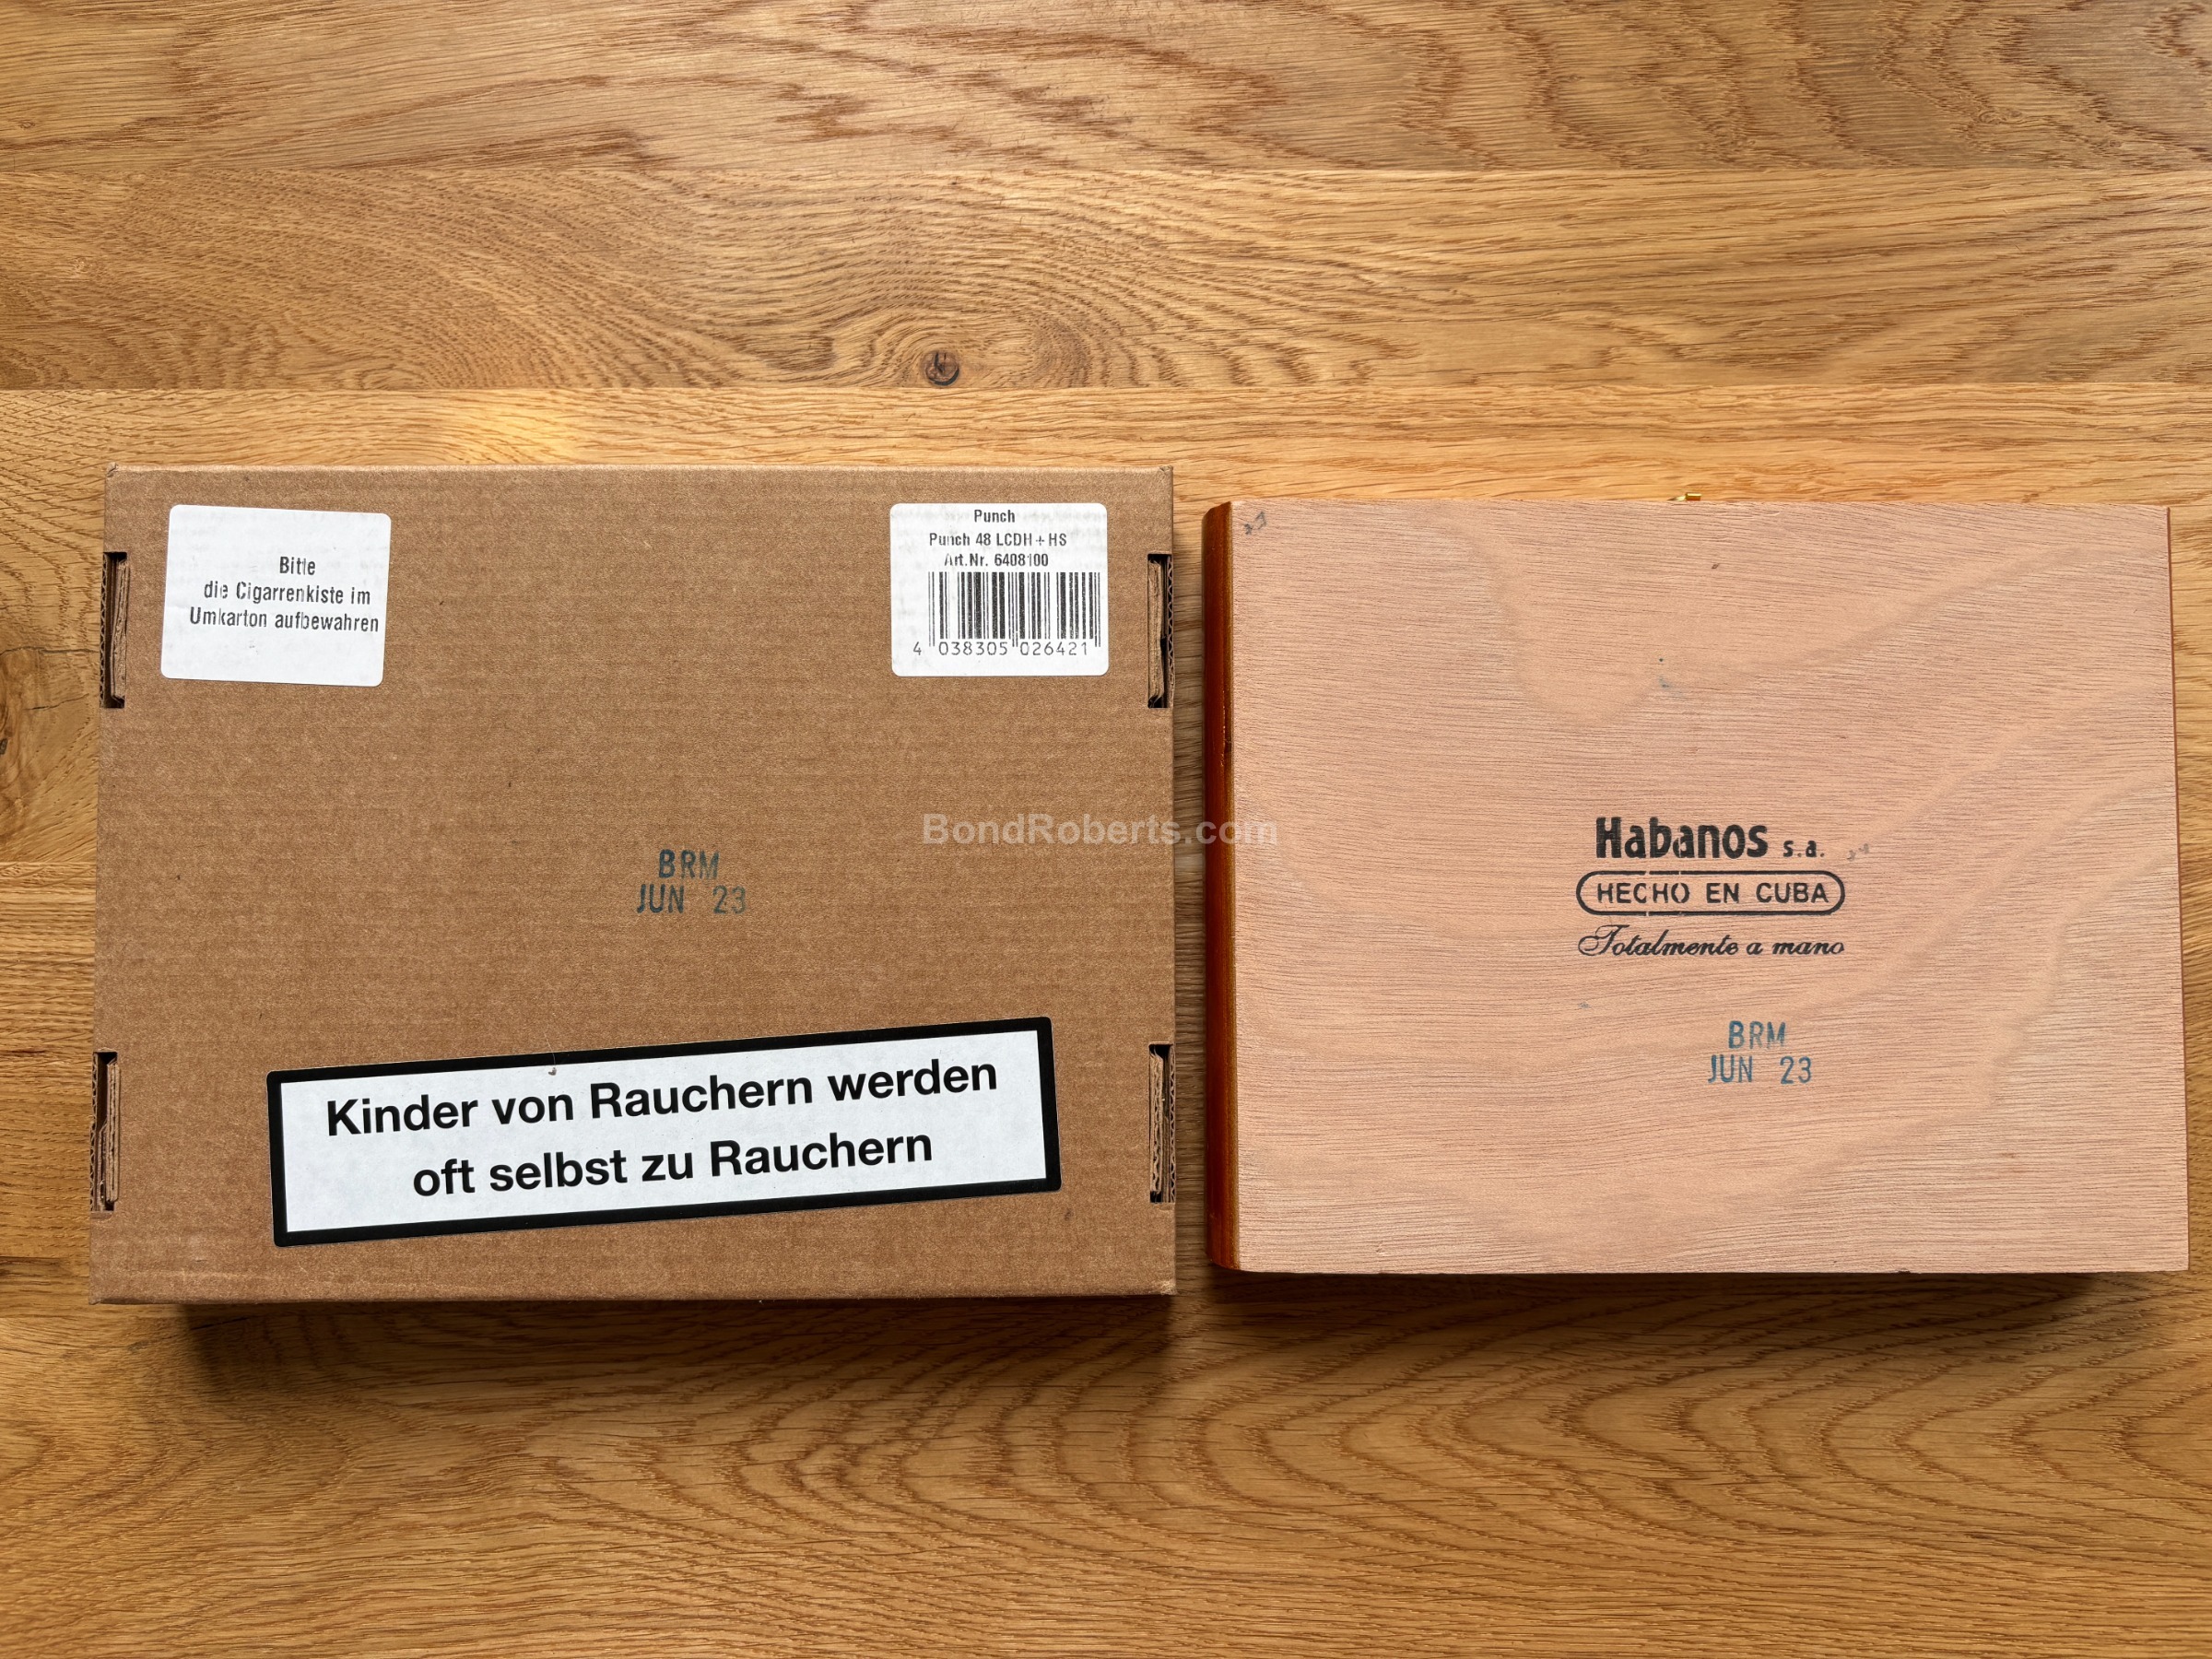 Bitte
die Cigarrenkiste im
Umkarton aufbewahren
Punch
Punch 48 LCDH+HS
Art.Nr. 6408100
4 038305 026421
BRM
JUN 23
Kinder von Rauchern werden
oft selbst zu Rauchern
BondRoberts.com
Habanos s.a.
HECHO EN CUBA
Totalmente a mano
BRM
JUN 23